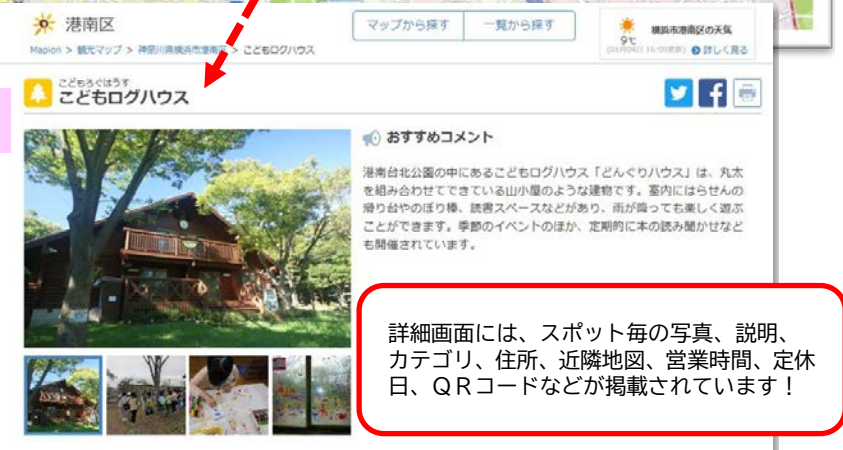 港南区
マップから探す
一覧から探す
横浜市港南区の天気
9℃
詳しく見る
Mapion > 観光マップ > 神奈川県横浜市港南区 > こどもログハウス
こどもろぐはうす
こどもログハウス
おすすめコメント
港南台北公園の中にあるこどもログハウス「どんぐりハウス」は、丸太
を組み合わせてできている山小屋のような建物です。室内にはらせんの
滑り台やのぼり棒、読書スペースなどがあり、雨が降っても楽しく遊ぶ
ことができます。季節のイベントのほか、定期的に本の読み聞かせなど
も開催されています。
詳細画面には、スポット毎の写真、説明、
カテゴリ、住所、近隣地図、営業時間、定休
日、ＱＲコードなどが掲載されています！